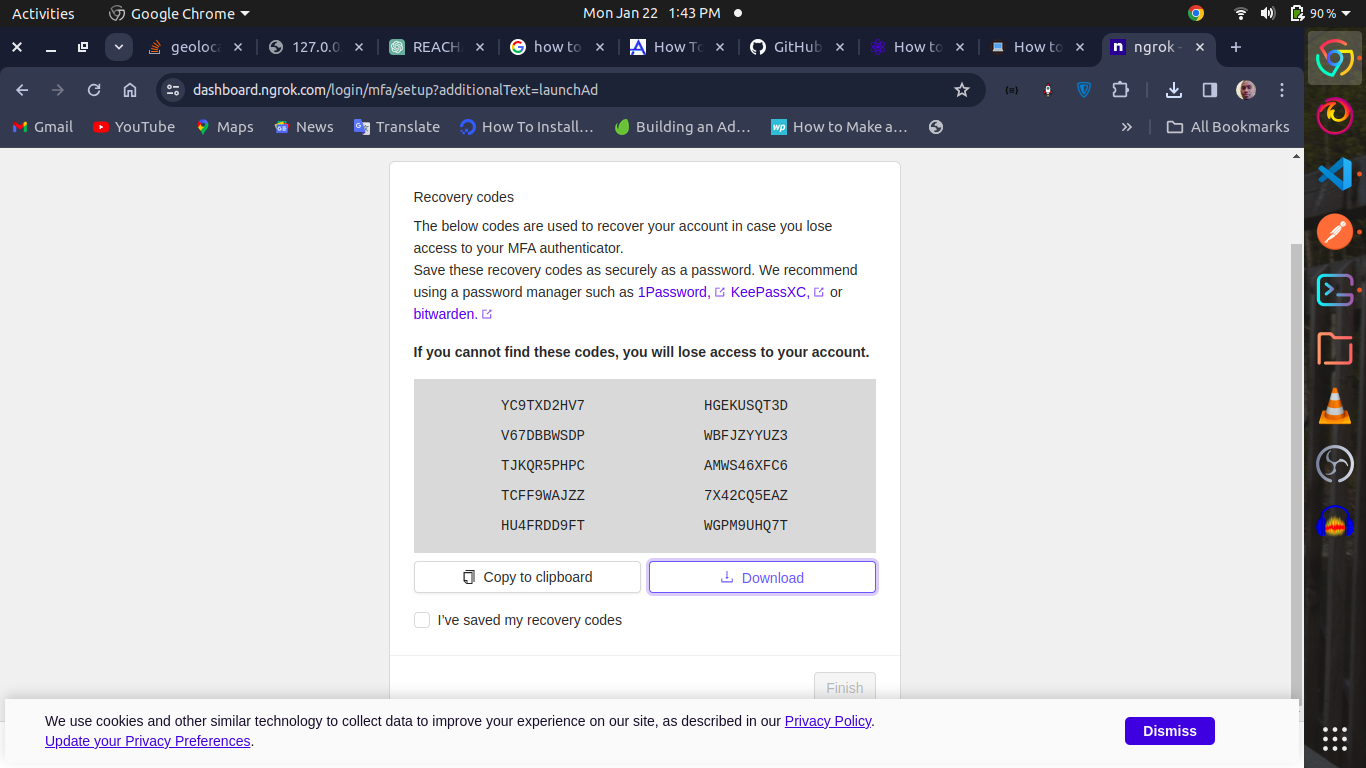 Activities
Google Chrome
Mon Jan 22 1:43 PM
90 %
geoloca
127.0.0.
REACH
how to
How To
GitHub
How to
How to
ngrok -
dashboard.ngrok.com/login/mfa/setup?additionalText=launchAd
Gmail
YouTube
Maps
News
Translate
How To Install…
Building an Ad…
How to Make a…
All Bookmarks
Recovery codes
The below codes are used to recover your account in case you lose
access to your MFA authenticator.
Save these recovery codes as securely as a password. We recommend
using a password manager such as 1Password, KeePassXC, or
bitwarden.
If you cannot find these codes, you will lose access to your account.
YC9TXD2HV7 HGEKUSQT3D
V67DBBWSDP WBFJZYYUZ3
TJKQR5PHPC AMWS46XFC6
TCFF9WAJZZ 7X42CQ5EAZ
HU4FRDD9FT WGPM9UHQ7T
Copy to clipboard
Download
I've saved my recovery codes
Finish
We use cookies and other similar technology to collect data to improve your experience on our site, as described in our Privacy Policy.
Update your Privacy Preferences.
Dismiss